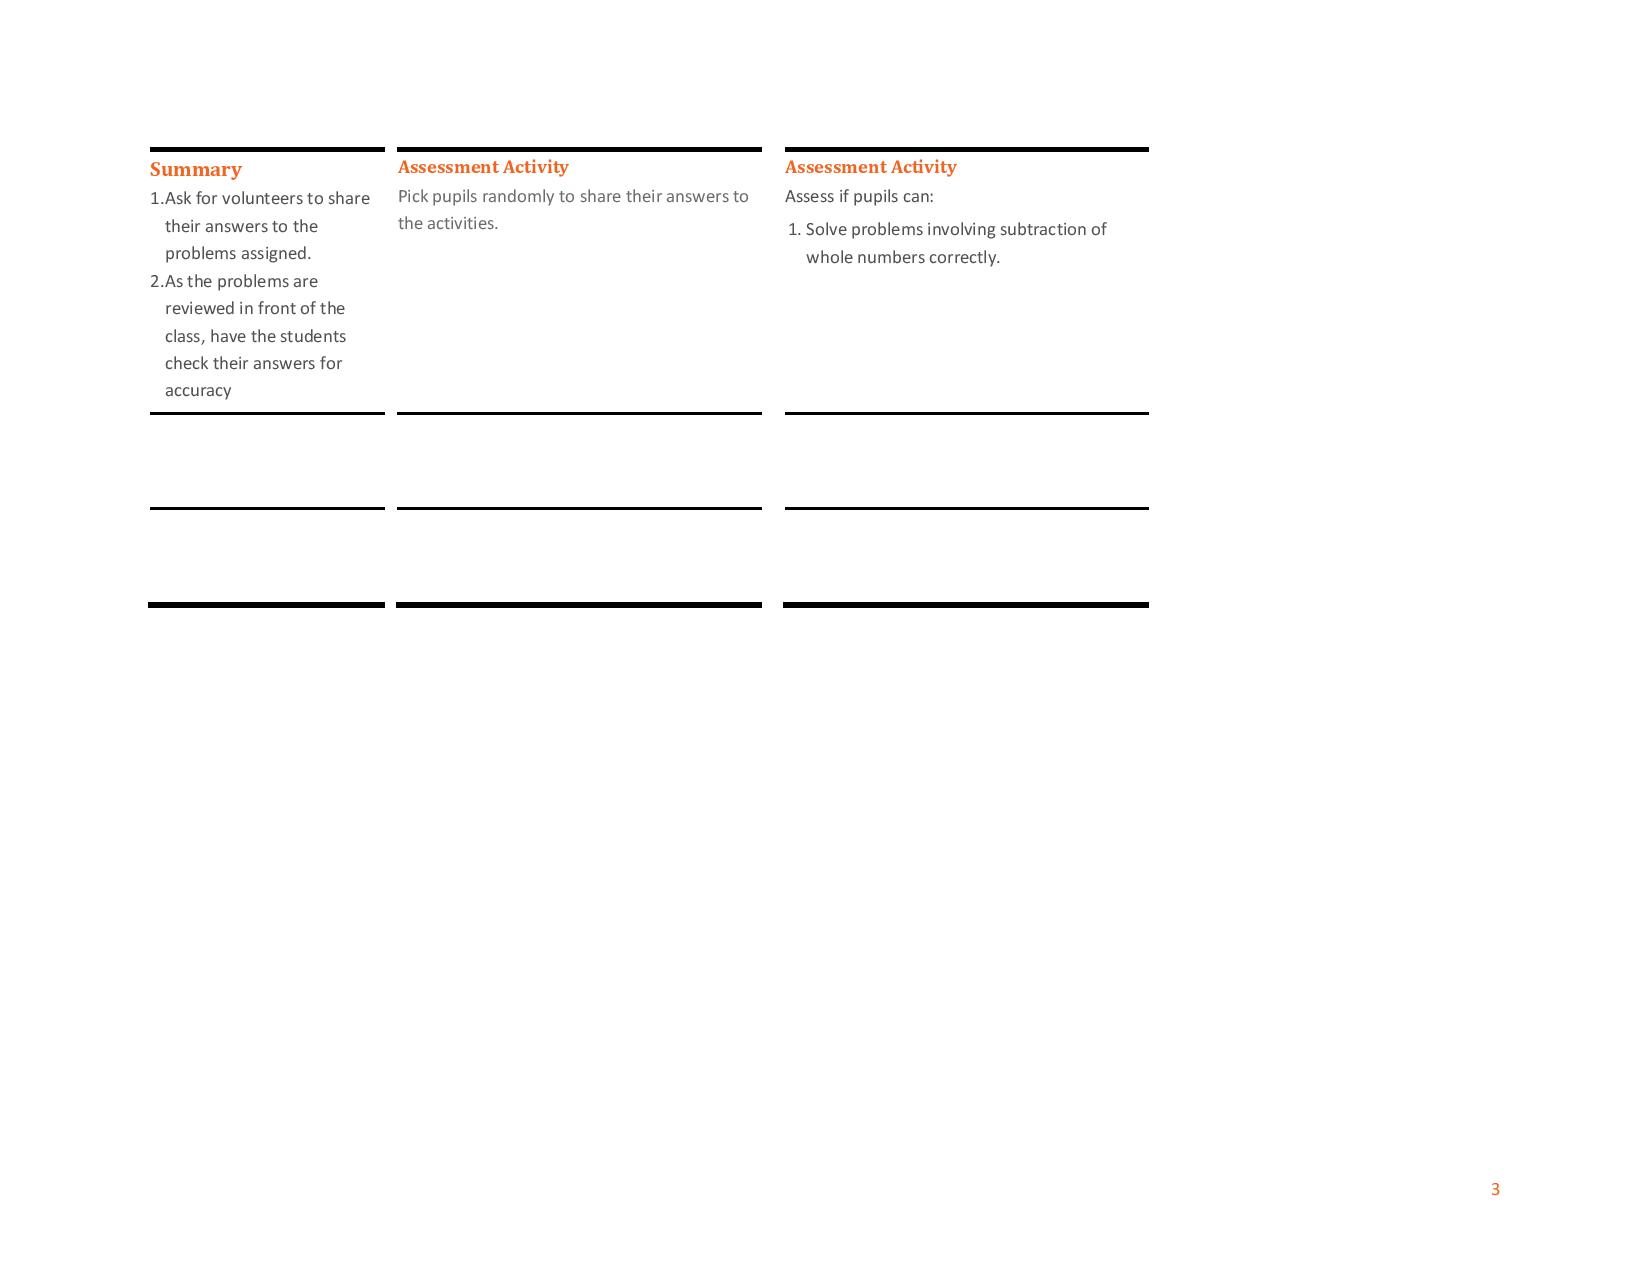 Summary
1.Ask for volunteers to share
their answers to the
problems assigned.
2.As the problems are
reviewed in front of the
class, have the students
check their answers for
accuracy
Assessment Activity
Pick pupils randomly to share their answers to
the activities.
Assessment Activity
Assess if pupils can:
1. Solve problems involving subtraction of
whole numbers correctly.
3